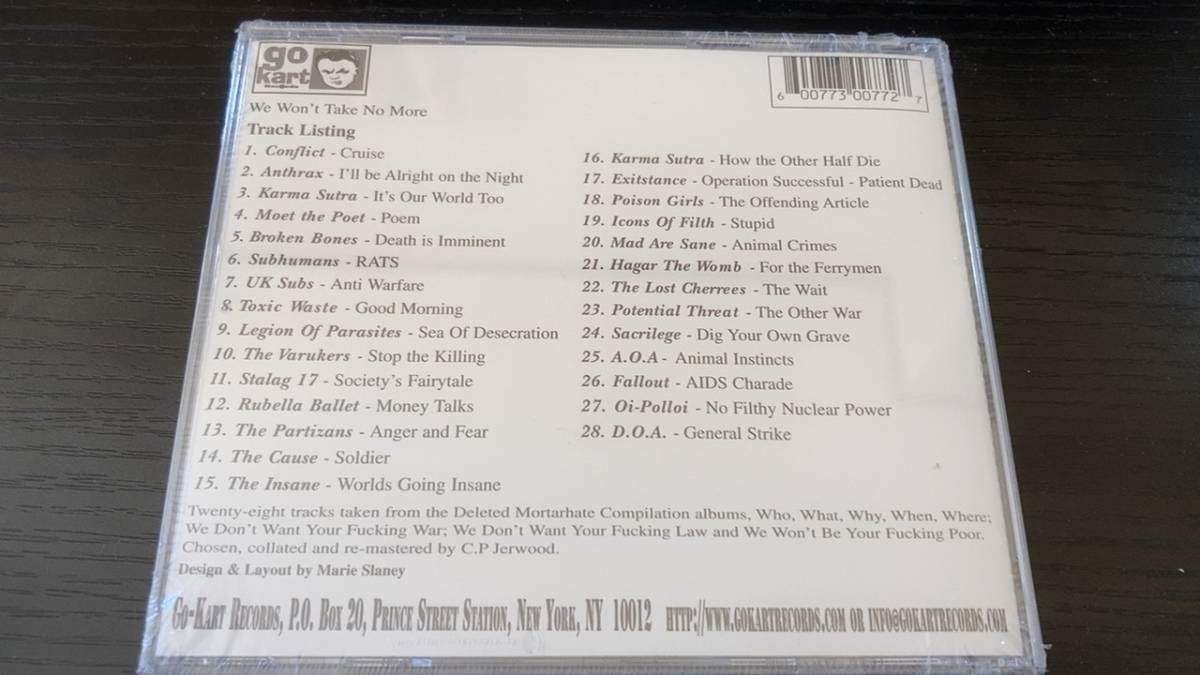 go
kart
Records
6 00773 00772 7
We Won't Take No More
Track Listing
1. Conflict - Cruise
2. Anthrax - I'll be Alright on the Night
3. Karma Sutra - It's Our World Too
4. Moet the Poet - Poem
5. Broken Bones - Death is Imminent
6. Subhumans - RATS
7. UK Subs - Anti Warfare
8. Toxic Waste - Good Morning
9. Legion Of Parasites - Sea Of Desecration
10. The Varukers - Stop the Killing
11. Stalag 17 - Society's Fairytale
12. Rubella Ballet - Money Talks
13. The Partizans - Anger and Fear
14. The Cause - Soldier
15. The Insane - Worlds Going Insane
16. Karma Sutra - How the Other Half Die
17. Exitstance - Operation Successful - Patient Dead
18. Poison Girls - The Offending Article
19. Icons Of Filth - Stupid
20. Mad Are Sane - Animal Crimes
21. Hagar The Womb - For the Ferrymen
22. The Lost Cherrees - The Wait
23. Potential Threat - The Other War
24. Sacrilege - Dig Your Own Grave
25. A.O.A - Animal Instincts
26. Fallout - AIDS Charade
27. Oi-Polloi - No Filthy Nuclear Power
28. D.O.A. - General Strike
Twenty-eight tracks taken from the Deleted Mortarhate Compilation albums, Who, What, Why, When, Where;
We Don't Want Your Fucking War; We Don't Want Your Fucking Law and We Won't Be Your Fucking Poor.
Chosen, collated and re-mastered by C.P Jerwood.
Design & Layout by Marie Slaney
Go-Kart Records, P.O. Box 20, Prince Street Station, New York, NY 10012 http://www.gokartrecords.com or info@gokartrecords.com